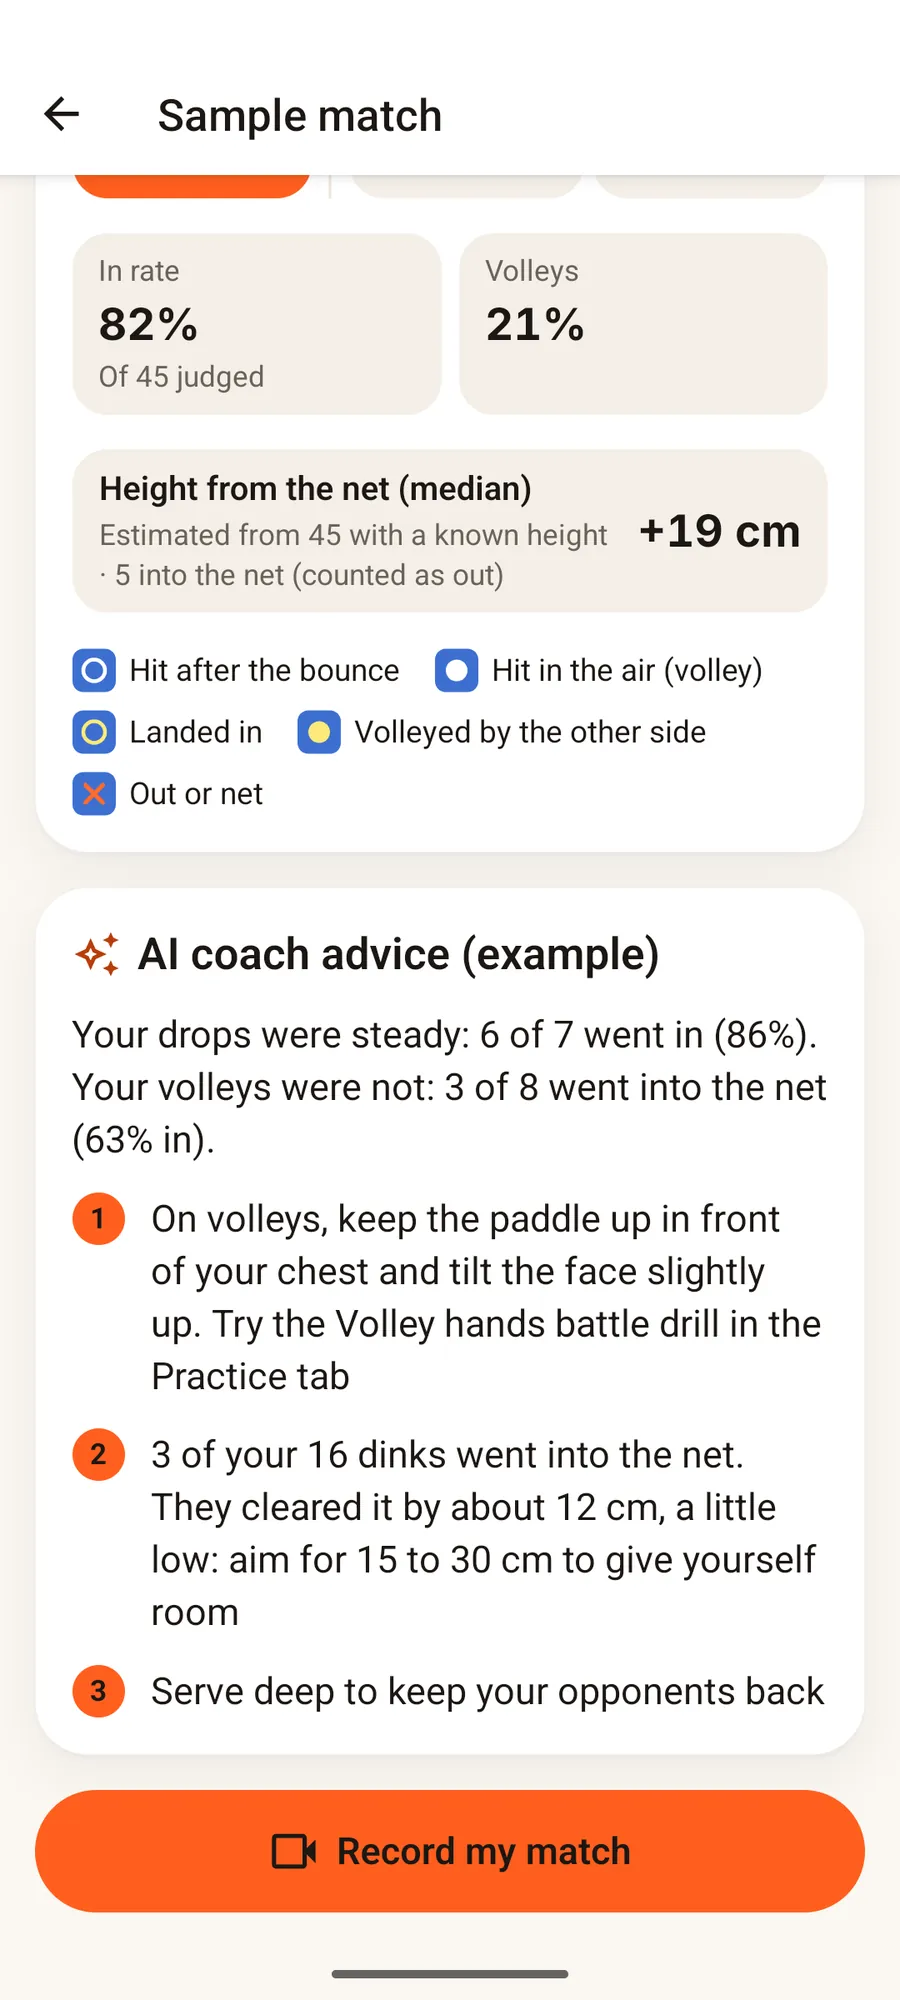 Sample match
In rate
82%
Of 45 judged
Volleys
21%
Height from the net (median)
Estimated from 45 with a known height
· 5 into the net (counted as out)
+19 cm
Hit after the bounce
Hit in the air (volley)
Landed in
Volleyed by the other side
Out or net
AI coach advice (example)
Your drops were steady: 6 of 7 went in (86%).
Your volleys were not: 3 of 8 went into the net
(63% in).
1 On volleys, keep the paddle up in front
of your chest and tilt the face slightly
up. Try the Volley hands battle drill in the
Practice tab
2 3 of your 16 dinks went into the net.
They cleared it by about 12 cm, a little
low: aim for 15 to 30 cm to give yourself
room
3 Serve deep to keep your opponents back
Record my match